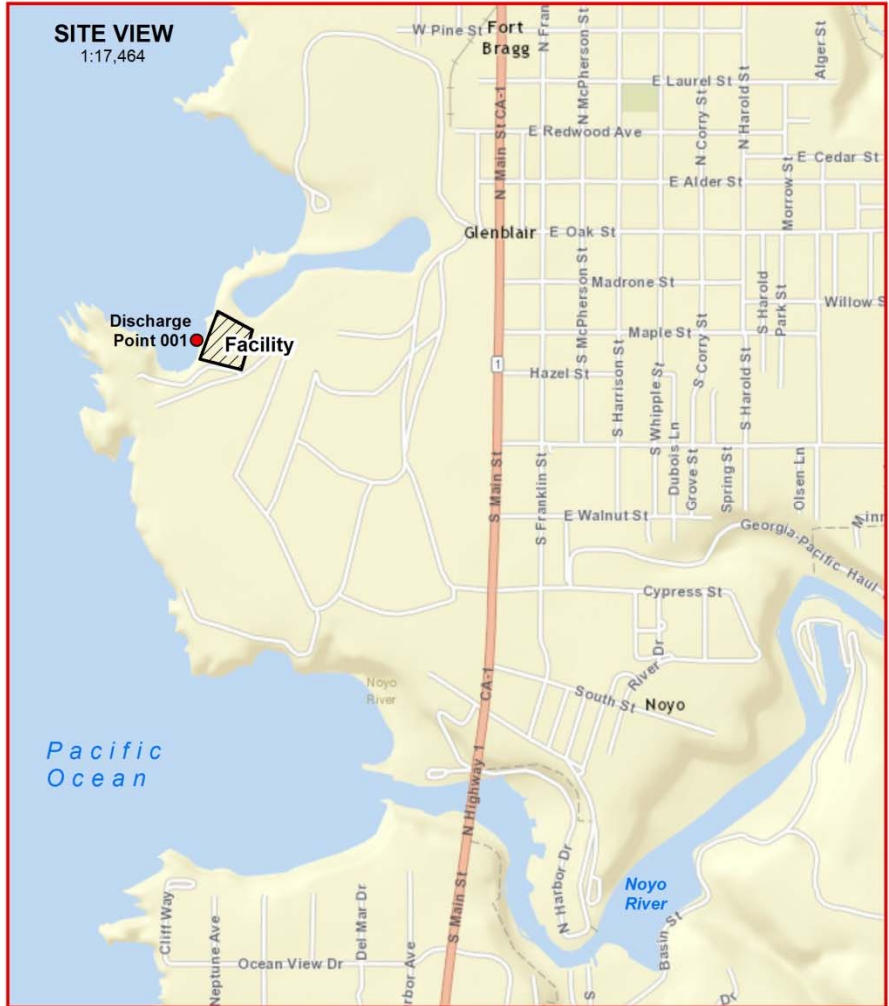 SITE VIEW
1:17,464
W Pine St
Fort
Bragg
N Fran
N McPherson St
Alger St
E Laurel St
N Main St CA-1
N Corry St
N Harold St
E Redwood Ave
E Cedar St
E Alder St
Morrow St
Glenblair
E Oak St
Madrone St
S McPherson St
S Harold
Park St
Willow S
Discharge
Point 001
Facility
Maple St
1
Hazel St
S Harrison St
S Whipple St
S Corry St
S Harold St
Dubois Ln
Grove St
Spring St
Olsen Ln
S Main St
S Franklin St
E Walnut St
Georgia-Pacific Haul
Cypress St
River Dr
Noyo
River
CA-1
South St
Noyo
Pacific
Ocean
N Highway 1
N Harbor Dr
Noyo
River
Basin St
Cliff Way
Neptune Ave
Del Mar Dr
rbor Ave
S Main St
Ocean View Dr
S
Dr